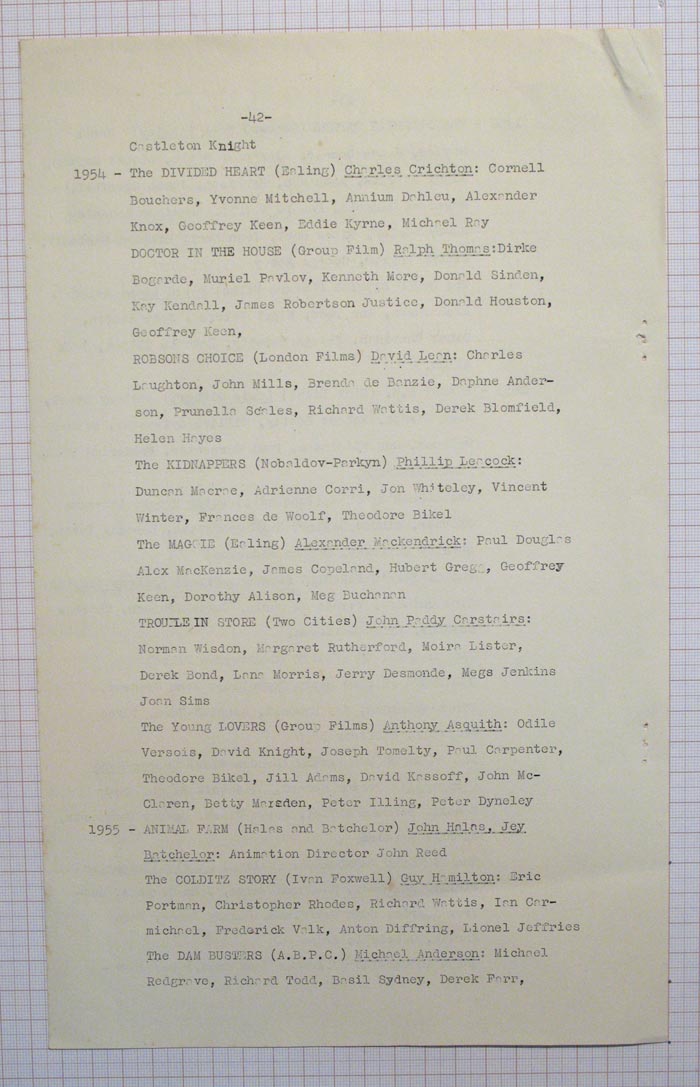 -42-
Castleton Knight
1954 - The DIVIDED HEART (Ealing) Charles Crichton: Cornell
Bouchers, Yvonne Mitchell, Annium Dahleu, Alexander
Knox, Geoffrey Keen, Eddie Kyrne, Michael Ray
DOCTOR IN THE HOUSE (Group Film) Ralph Thomas:Dirke
Bogarde, Muriel Pavlov, Kenneth More, Donald Sinden,
Kay Kendall, James Robertson Justice, Donald Houston,
Geoffrey Keen,
ROBSONS CHOICE (London Films) David Lean: Charles
Laughton, John Mills, Brenda de Banzie, Daphne Ander-
son, Prunella Scales, Richard Wattis, Derek Blomfield,
Helen Hayes
The KIDNAPPERS (Nobaldov-Parkyn) Phillip Leacock:
Duncan Macrae, Adrienne Corri, Jon Whiteley, Vincent
Winter, Frances de Woolf, Theodore Bikel
The MAGGIE (Ealing) Alexander Mackendrick: Paul Douglas
Alex MacKenzie, James Copeland, Hubert Gregg, Geoffrey
Keen, Dorothy Alison, Meg Buchanan
TROUBLE IN STORE (Two Cities) John Paddy Carstairs:
Norman Wisdon, Margaret Rutherford, Moira Lister,
Derek Bond, Lana Morris, Jerry Desmonde, Megs Jenkins
Joan Sims
The Young LOVERS (Group Films) Anthony Asquith: Odile
Versois, David Knight, Joseph Tomelty, Paul Carpenter,
Theodore Bikel, Jill Adams, David Kassoff, John Mc-
Claren, Betty Marsden, Peter Illing, Peter Dyneley
1955 - ANIMAL FARM (Halas and Batchelor) John Halas, Jey
Batchelor: Animation Director John Reed
The COLDITZ STORY (Ivan Foxwell) Guy Hamilton: Eric
Portman, Christopher Rhodes, Richard Wattis, Ian Car-
michael, Frederick Valk, Anton Diffring, Lionel Jeffries
The DAM BUSTERS (A.B.P.C.) Michael Anderson: Michael
Redgrave, Richard Todd, Basil Sydney, Derek Farr,